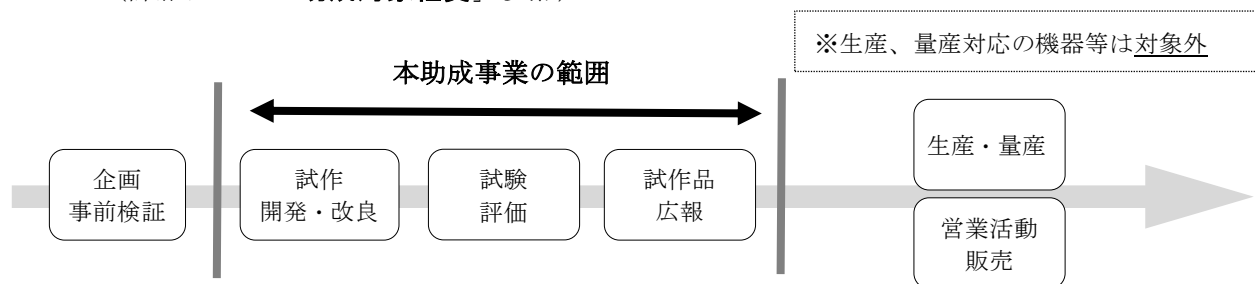 ※生産、量産対応の機器等は対象外
本助成事業の範囲
企画
事前検証
試作
開発・改良
試験
評価
試作品
広報
生産・量産
営業活動
販売